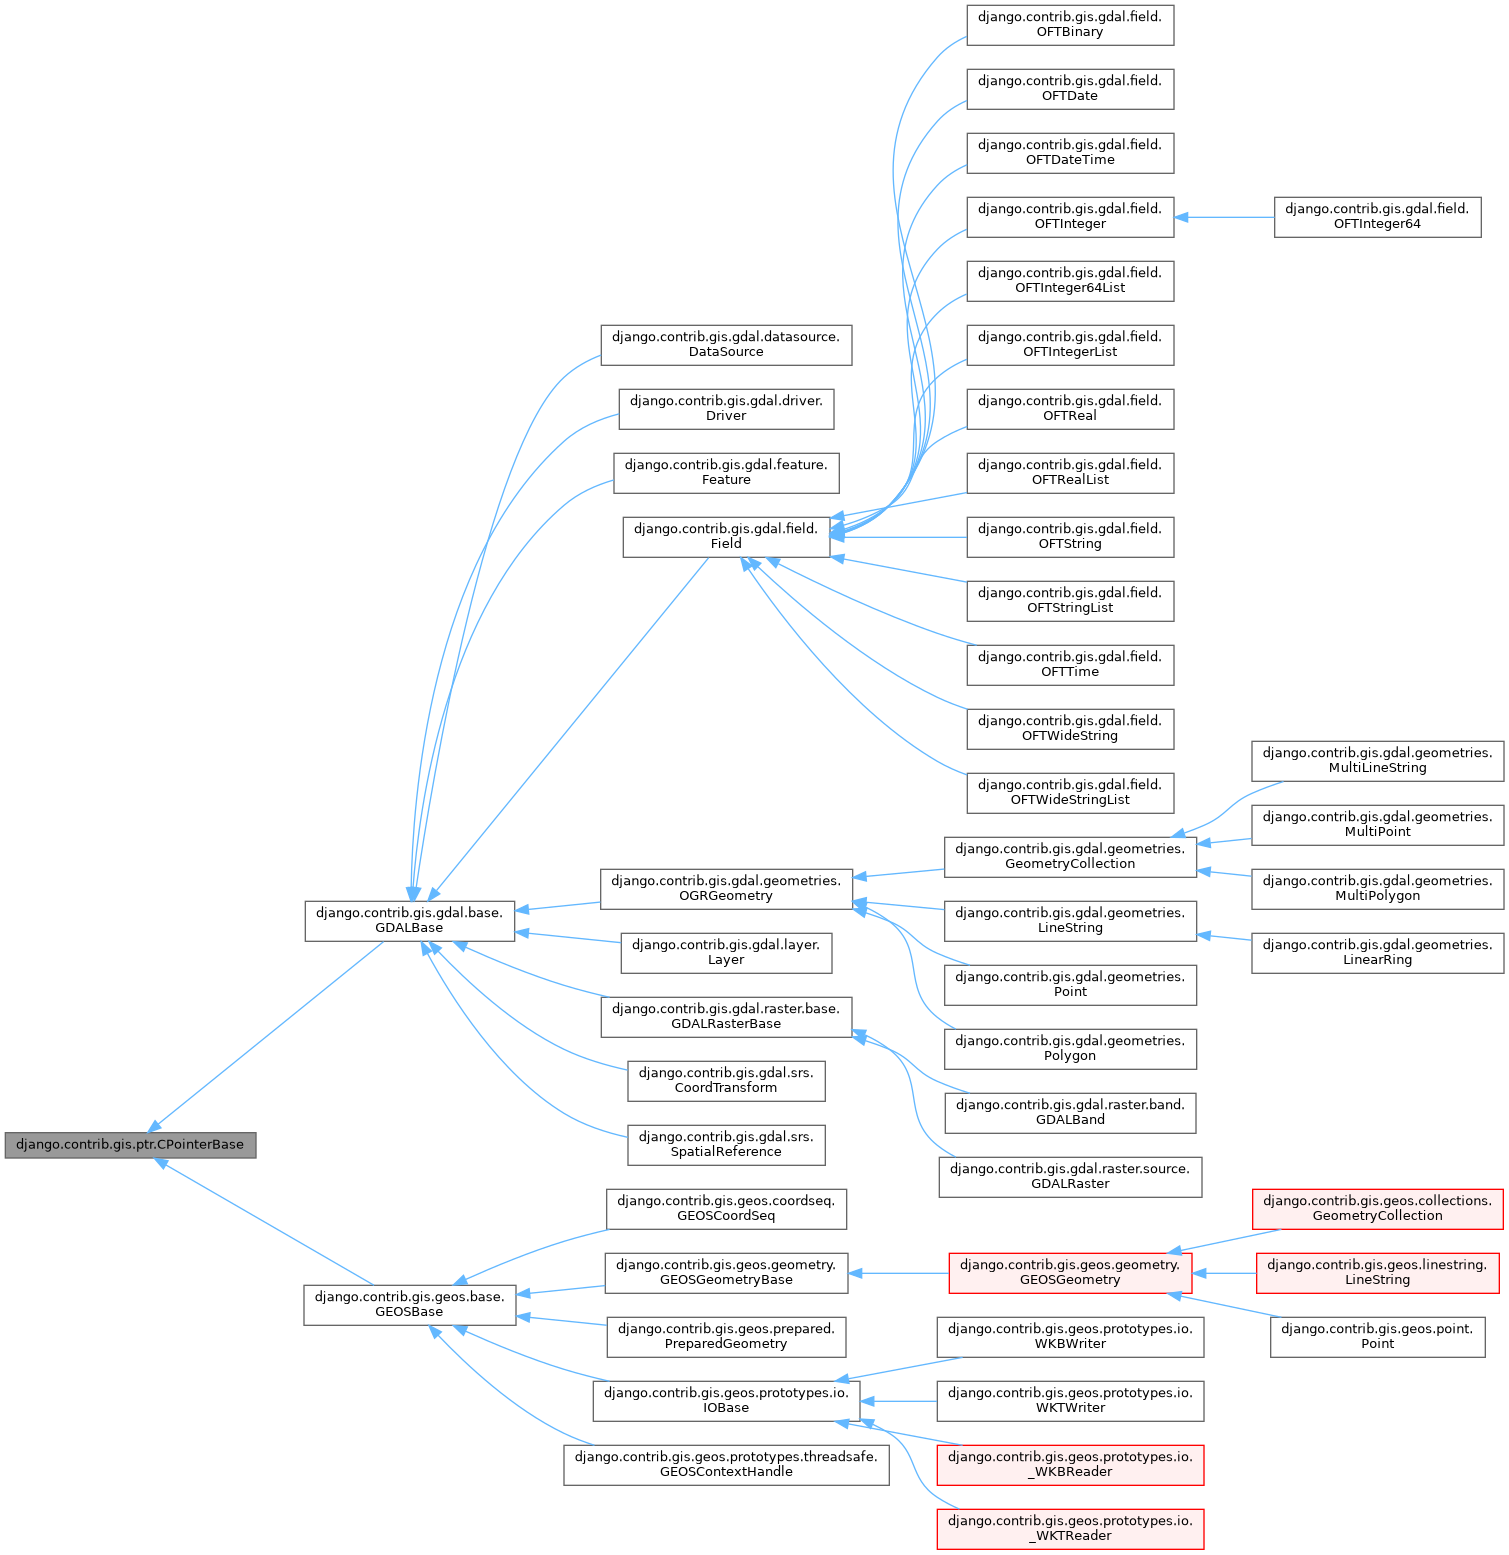 django.contrib.gis.ptr.CPointerBase
django.contrib.gis.gdal.base.
GDALBase
django.contrib.gis.geos.base.
GEOSBase
django.contrib.gis.gdal.datasource.
DataSource
django.contrib.gis.gdal.driver.
Driver
django.contrib.gis.gdal.feature.
Feature
django.contrib.gis.gdal.field.
Field
django.contrib.gis.gdal.geometries.
OGRGeometry
django.contrib.gis.gdal.layer.
Layer
django.contrib.gis.gdal.raster.base.
GDALRasterBase
django.contrib.gis.gdal.srs.
CoordTransform
django.contrib.gis.gdal.srs.
SpatialReference
django.contrib.gis.geos.coordseq.
GEOSCoordSeq
django.contrib.gis.geos.geometry.
GEOSGeometryBase
django.contrib.gis.geos.prepared.
PreparedGeometry
django.contrib.gis.geos.prototypes.io.
IOBase
django.contrib.gis.geos.prototypes.threadsafe.
GEOSContextHandle
django.contrib.gis.gdal.field.
OFTBinary
django.contrib.gis.gdal.field.
OFTDate
django.contrib.gis.gdal.field.
OFTDateTime
django.contrib.gis.gdal.field.
OFTInteger
django.contrib.gis.gdal.field.
OFTInteger64List
django.contrib.gis.gdal.field.
OFTIntegerList
django.contrib.gis.gdal.field.
OFTReal
django.contrib.gis.gdal.field.
OFTRealList
django.contrib.gis.gdal.field.
OFTString
django.contrib.gis.gdal.field.
OFTStringList
django.contrib.gis.gdal.field.
OFTTime
django.contrib.gis.gdal.field.
OFTWideString
django.contrib.gis.gdal.field.
OFTWideStringList
django.contrib.gis.gdal.geometries.
GeometryCollection
django.contrib.gis.gdal.geometries.
LineString
django.contrib.gis.gdal.geometries.
Point
django.contrib.gis.gdal.geometries.
Polygon
django.contrib.gis.gdal.raster.band.
GDALBand
django.contrib.gis.gdal.raster.source.
GDALRaster
django.contrib.gis.geos.geometry.
GEOSGeometry
django.contrib.gis.geos.prototypes.io.
WKBWriter
django.contrib.gis.geos.prototypes.io.
WKTWriter
django.contrib.gis.geos.prototypes.io.
_WKBReader
django.contrib.gis.geos.prototypes.io.
_WKTReader
django.contrib.gis.gdal.field.
OFTInteger64
django.contrib.gis.gdal.geometries.
MultiLineString
django.contrib.gis.gdal.geometries.
MultiPoint
django.contrib.gis.gdal.geometries.
MultiPolygon
django.contrib.gis.gdal.geometries.
LinearRing
django.contrib.gis.geos.collections.
GeometryCollection
django.contrib.gis.geos.linestring.
LineString
django.contrib.gis.geos.point.
Point